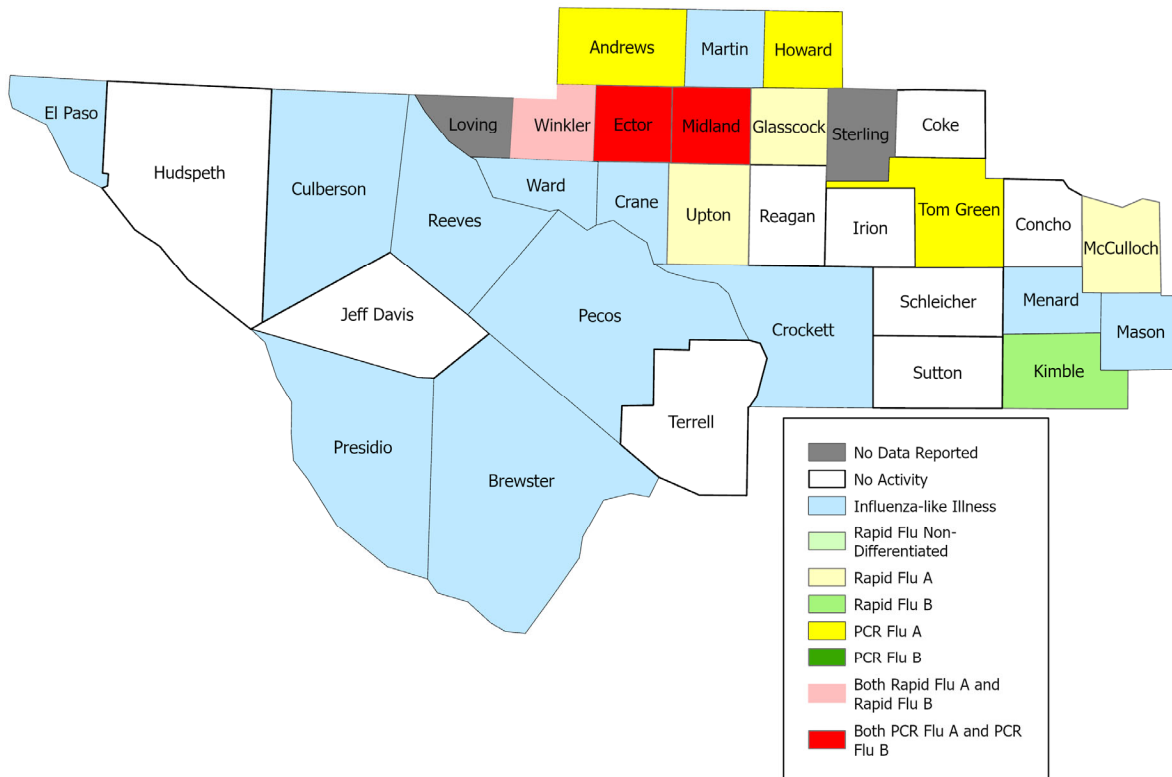 Andrews
Martin
Howard
El Paso
Hudspeth
Culberson
Reeves
Loving
Winkler
Ector
Midland
Glasscock
Sterling
Coke
Ward
Crane
Upton
Reagan
Irion
Tom Green
Concho
McCulloch
Jeff Davis
Pecos
Crockett
Schleicher
Menard
Mason
Sutton
Kimble
Terrell
Presidio
Brewster
No Data Reported
No Activity
Influenza-like Illness
Rapid Flu Non-
Differentiated
Rapid Flu A
Rapid Flu B
PCR Flu A
PCR Flu B
Both Rapid Flu A and
Rapid Flu B
Both PCR Flu A and PCR
Flu B